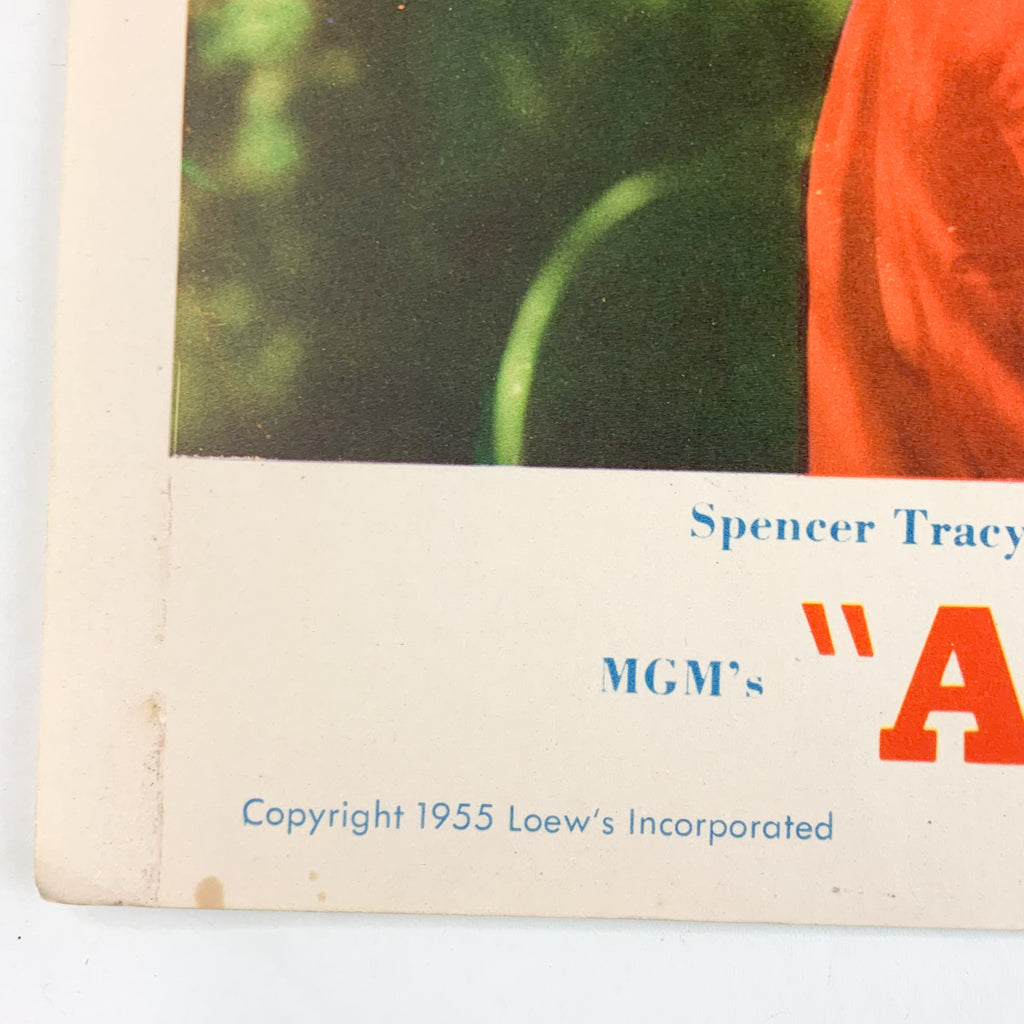 Spencer Tracy
MGM's "A
Copyright 1955 Loew's Incorporated